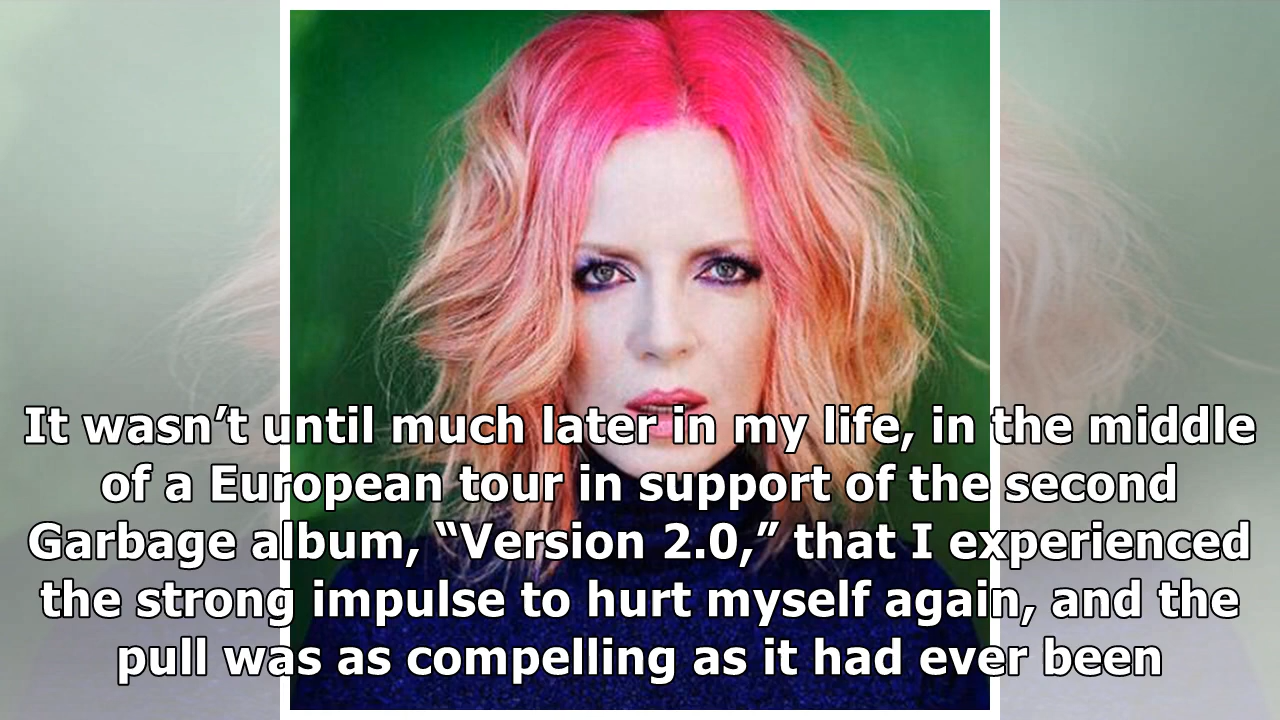 It wasn’t until much later in my life, in the middle
of a European tour in support of the second
Garbage album, “Version 2.0,” that I experienced
the strong impulse to hurt myself again, and the
pull was as compelling as it had ever been